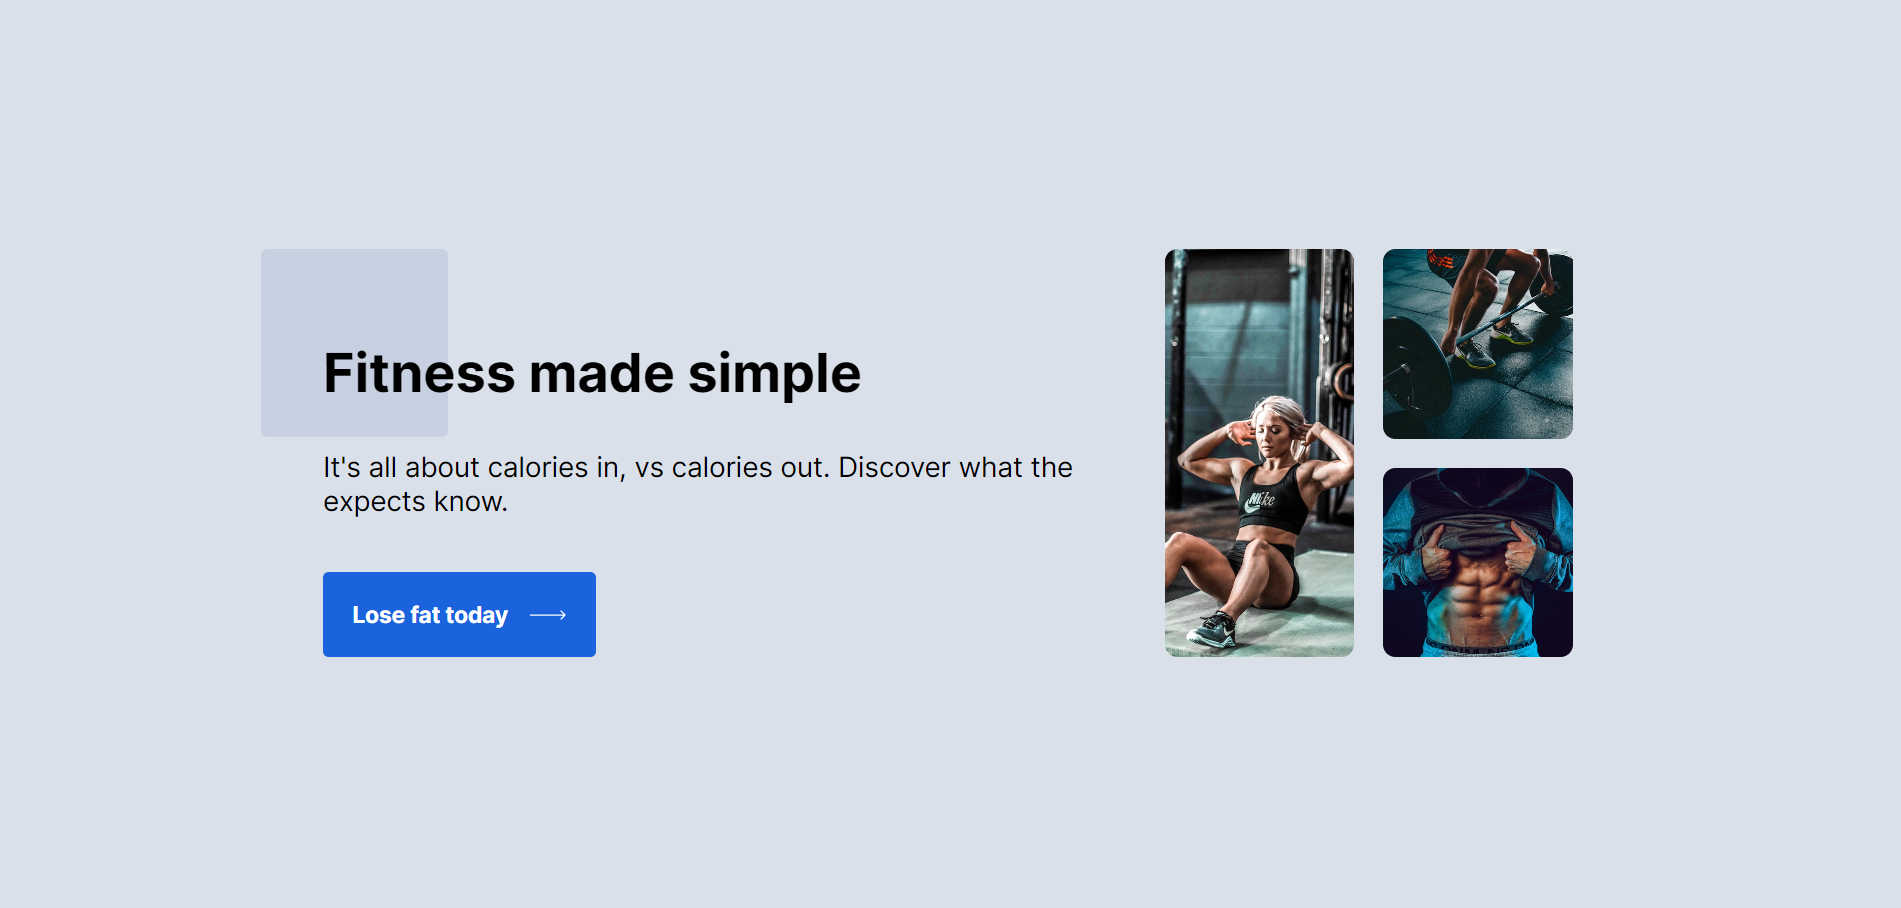 Fitness made simple
It's all about calories in, vs calories out. Discover what the
expects know.
Lose fat today
Nike